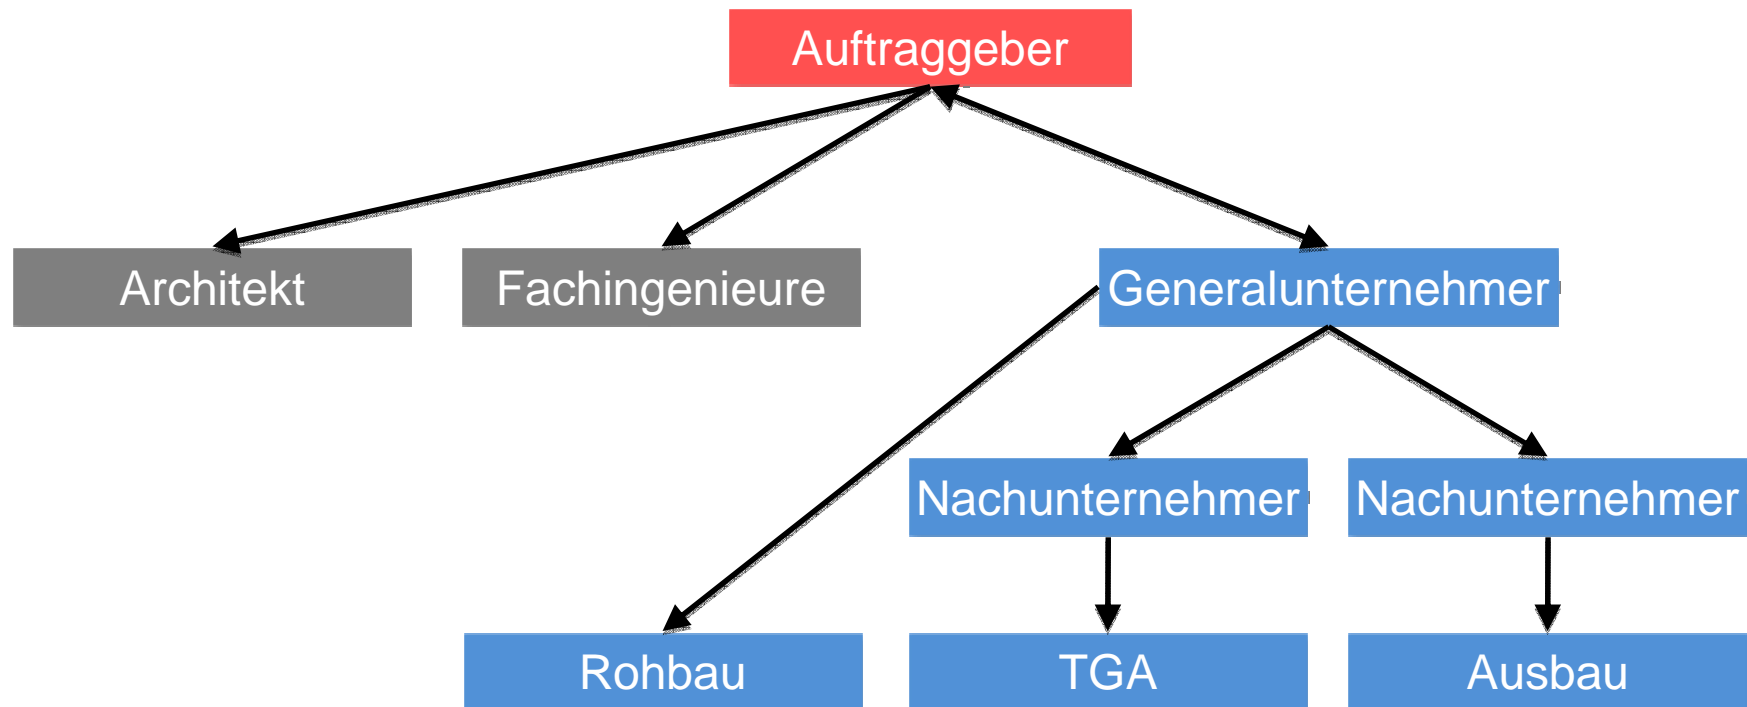 Auftraggeber
Architekt
Fachingenieure
Generalunternehmer
Nachunternehmer
Nachunternehmer
Rohbau
TGA
Ausbau